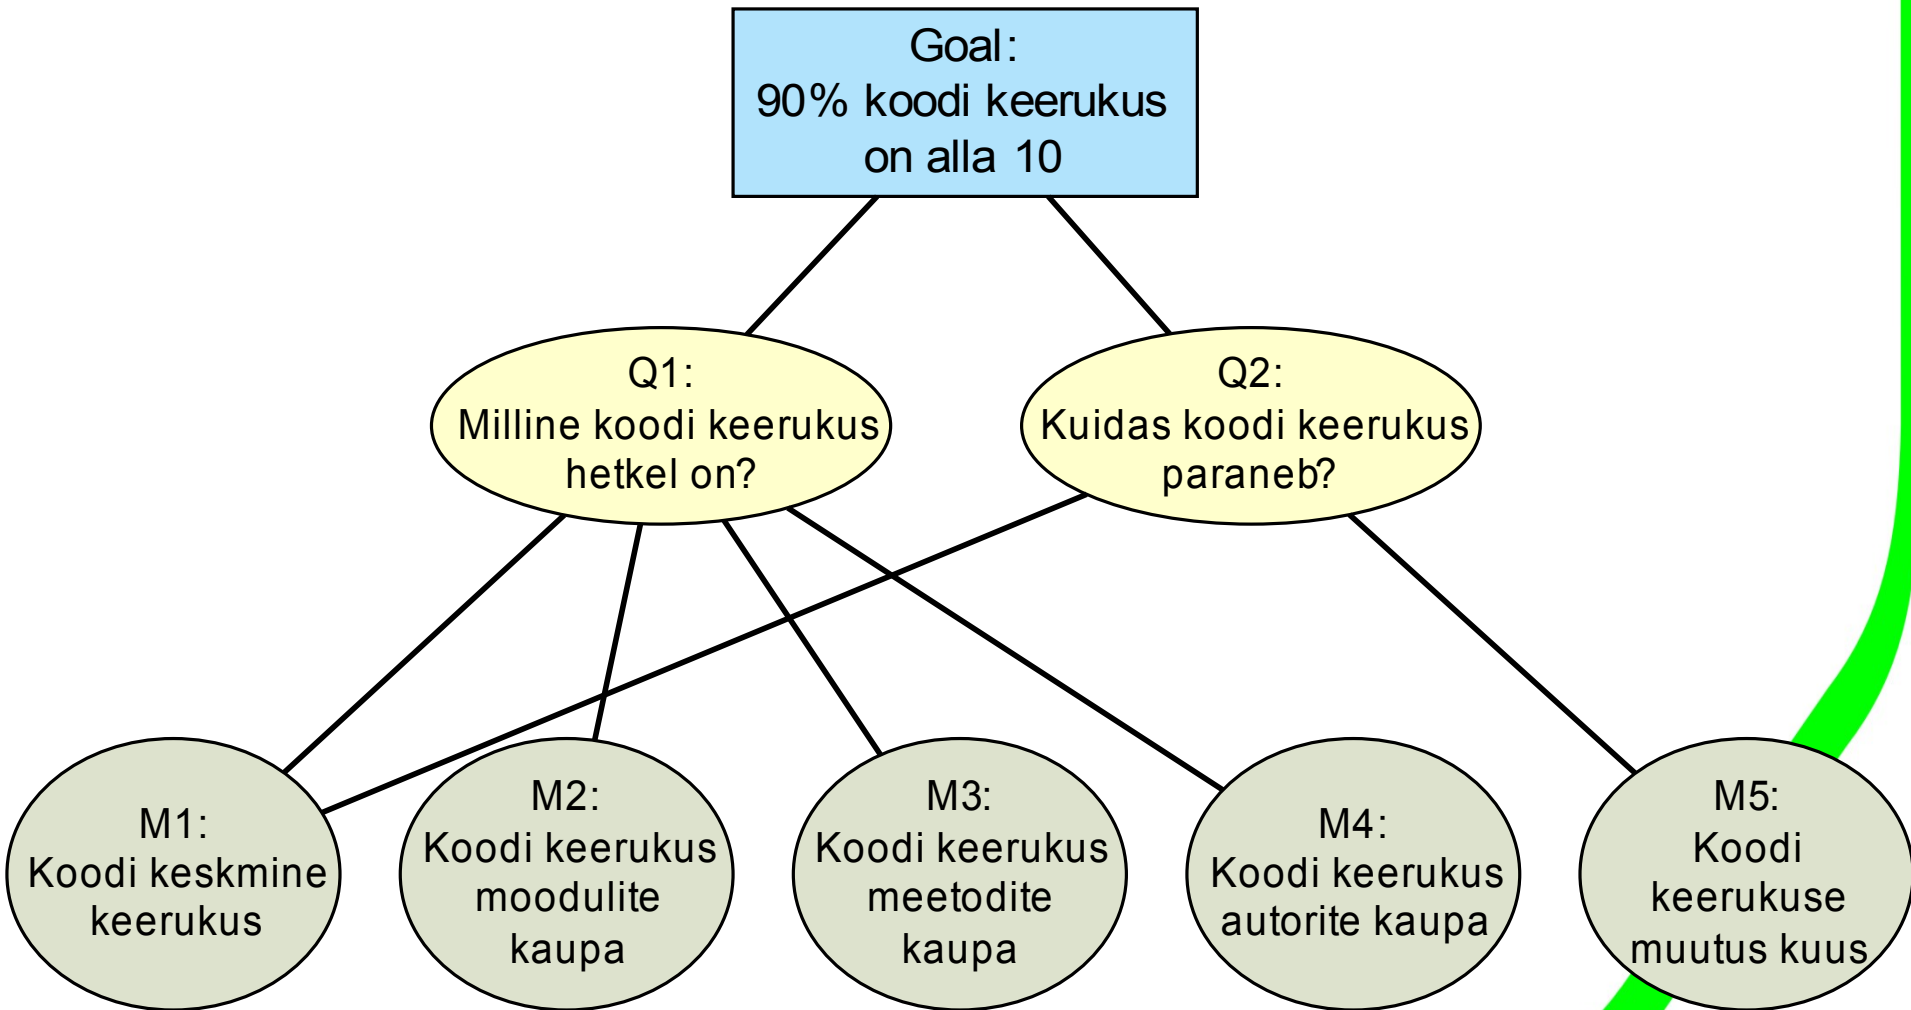 Goal:
90% koodi keerukus
on alla 10
Q1:
Milline koodi keerukus
hetkel on?
Q2:
Kuidas koodi keerukus
paraneb?
M1:
Koodi keskmine
keerukus
M2:
Koodi keerukus
moodulite
kaupa
M3:
Koodi keerukus
meetodite
kaupa
M4:
Koodi keerukus
autorite kaupa
M5:
Koodi
keerukuse
muutus kuus